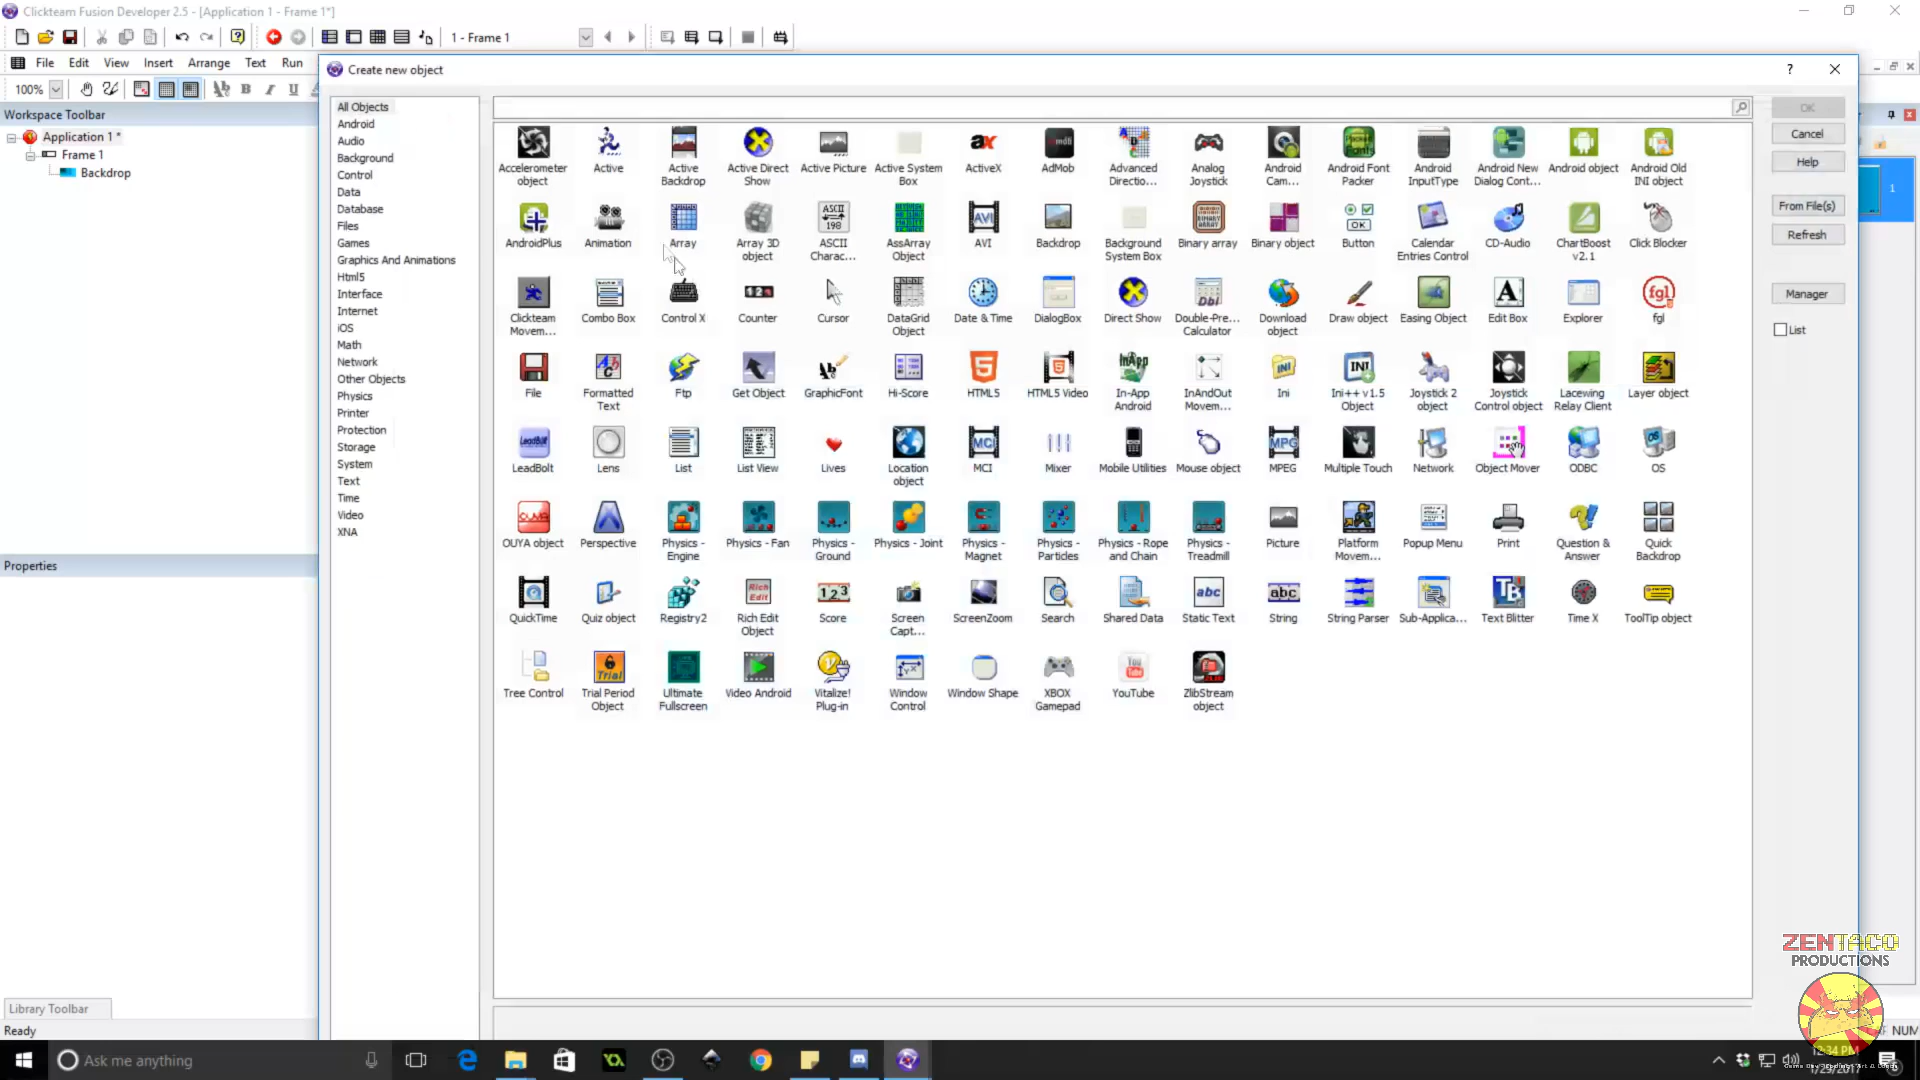 Clickteam Fusion Developer 2.5 - [Application 1 - Frame 1*]
1 - Frame 1
File Edit View Insert Arrange Text Run
100%
Workspace Toolbar
Application 1 *
Frame 1
Backdrop
Properties
Library Toolbar
Ready
Create new object
All Objects
Android
Audio
Background
Control
Data
Database
Files
Games
Graphics And Animations
Html5
Interface
Internet
iOS
Math
Network
Other Objects
Physics
Printer
Protection
Storage
System
Text
Time
Video
XNA
Accelerometer object
Active
Active Backdrop
Active Direct Show
Active Picture
Active System Box
ActiveX
AdMob
Advanced Directio...
Analog Joystick
Android Cam...
Android Font Packer
Android InputType
Android New Dialog Cont...
Android object
Android Old INI object
AndroidPlus
Animation
Array
Array 3D object
ASCII Charac...
AssArray Object
AVI
Backdrop
Background System Box
Binary array
Binary object
Button
Calendar Entries Control
CD-Audio
ChartBoost v2.1
Click Blocker
Clickteam Movem...
Combo Box
Control X
Counter
Cursor
DataGrid Object
Date & Time
DialogBox
Direct Show
Double-Pre... Calculator
Download object
Draw object
Easing Object
Edit Box
Explorer
fgl
File
Formatted Text
Ftp
Get Object
GraphicFont
Hi-Score
HTML5
HTML5 Video
In-App Android
InAndOut Movem...
Ini
Ini++ v1.5 Object
Joystick 2 object
Joystick Control object
Lacewing Relay Client
Layer object
LeadBolt
Lens
List
List View
Lives
Location object
MCI
Mixer
Mobile Utilities
Mouse object
MPEG
Multiple Touch
Network
Object Mover
ODBC
OS
OUYA object
Perspective
Physics - Engine
Physics - Fan
Physics - Ground
Physics - Joint
Physics - Magnet
Physics - Particles
Physics - Rope and Chain
Physics - Treadmill
Picture
Platform Movem...
Popup Menu
Print
Question & Answer
Quick Backdrop
QuickTime
Quiz object
Registry2
Rich Edit Object
Score
Screen Capt...
ScreenZoom
Search
Shared Data
Static Text
String
String Parser
Sub-Applica...
Text Blitter
Time X
ToolTip object
Tree Control
Trial Period Object
Ultimate Fullscreen
Video Android
Vitalize! Plug-in
Window Control
Window Shape
XBOX Gamepad
YouTube
ZlibStream object
OK
Cancel
Help
From File(s)
Refresh
Manager
List
1
ZENTACO
PRODUCTIONS
NUM
Ask me anything
12:34 PM
1/29/2017